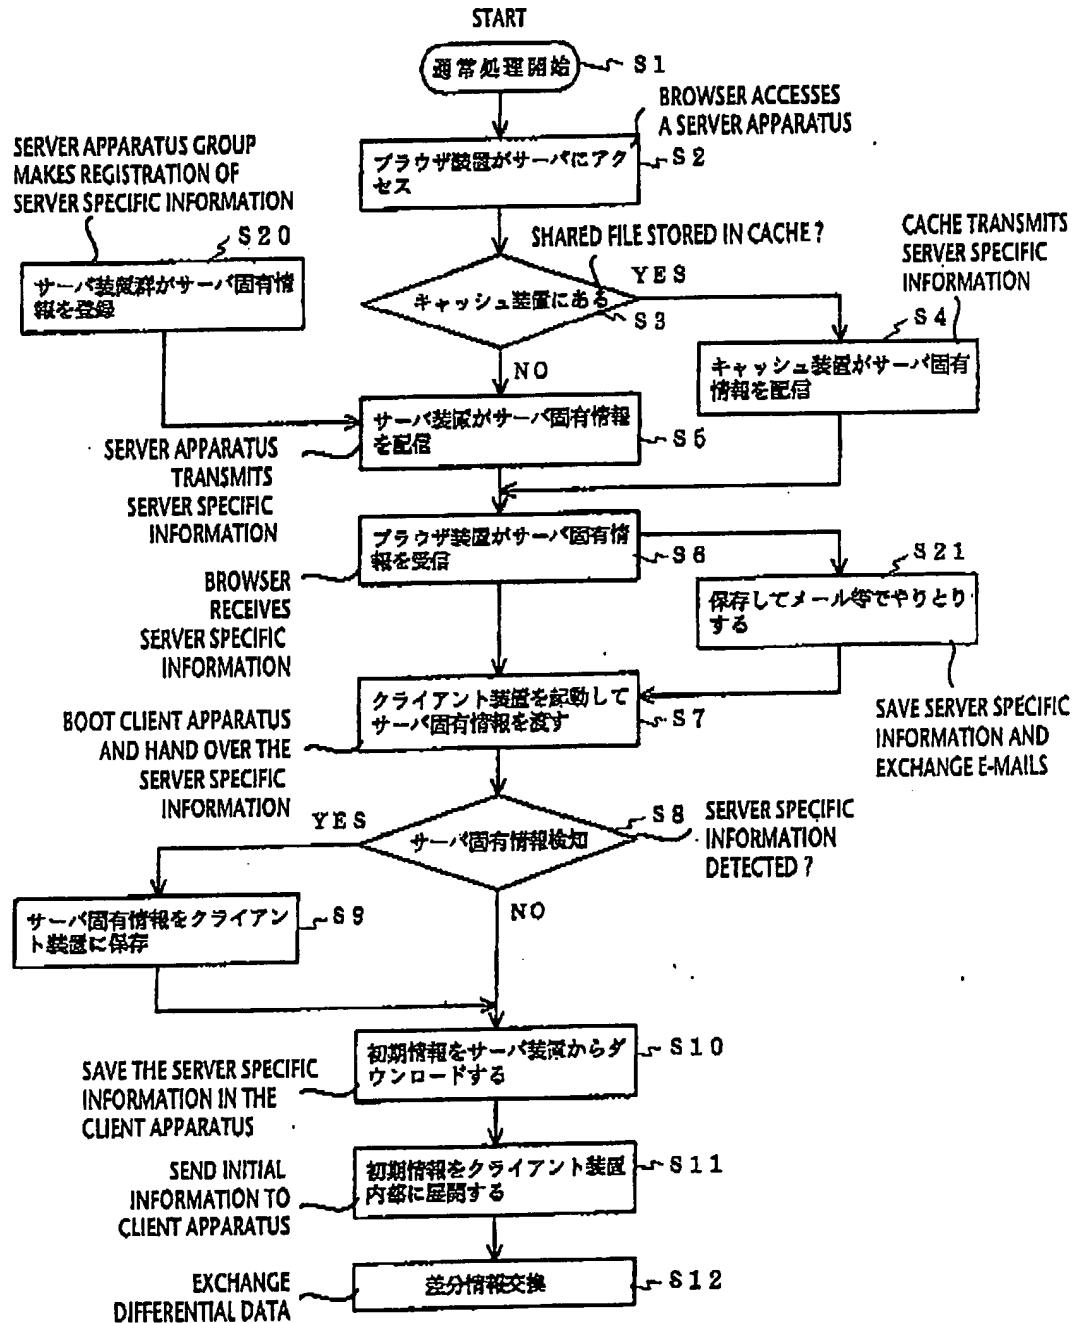 START
通常処理開始
S1
BROWSER ACCESSES
A SERVER APPARATUS
ブラウザ装置がサーバにアク
セス
S2
SERVER APPARATUS GROUP
MAKES REGISTRATION OF
SERVER SPECIFIC INFORMATION
S20
サーバ装置群がサーバ固有情
報を登録
SHARED FILE STORED IN CACHE ?
キャッシュ装置にある
YES
S3
NO
CACHE TRANSMITS
SERVER SPECIFIC
INFORMATION
S4
キャッシュ装置がサーバ固有
情報を配信
サーバ装置がサーバ固有情報
を配信
S5
SERVER APPARATUS
TRANSMITS
SERVER SPECIFIC
INFORMATION
ブラウザ装置がサーバ固有情
報を受信
S6
BROWSER
RECEIVES
SERVER SPECIFIC
INFORMATION
S21
保存してメール等でやりとり
する
SAVE SERVER SPECIFIC
INFORMATION AND
EXCHANGE E-MAILS
クライアント装置を起動して
サーバ固有情報を渡す
S7
BOOT CLIENT APPARATUS
AND HAND OVER THE
SERVER SPECIFIC
INFORMATION
サーバ固有情報検知
S8
SERVER SPECIFIC
INFORMATION
DETECTED ?
YES
NO
サーバ固有情報をクライアン
ト装置に保存
S9
初期情報をサーバ装置からダ
ウンロードする
S10
SAVE THE SERVER SPECIFIC
INFORMATION IN THE
CLIENT APPARATUS
初期情報をクライアント装置
内部に展開する
S11
SEND INITIAL
INFORMATION TO
CLIENT APPARATUS
差分情報交換
S12
EXCHANGE
DIFFERENTIAL DATA